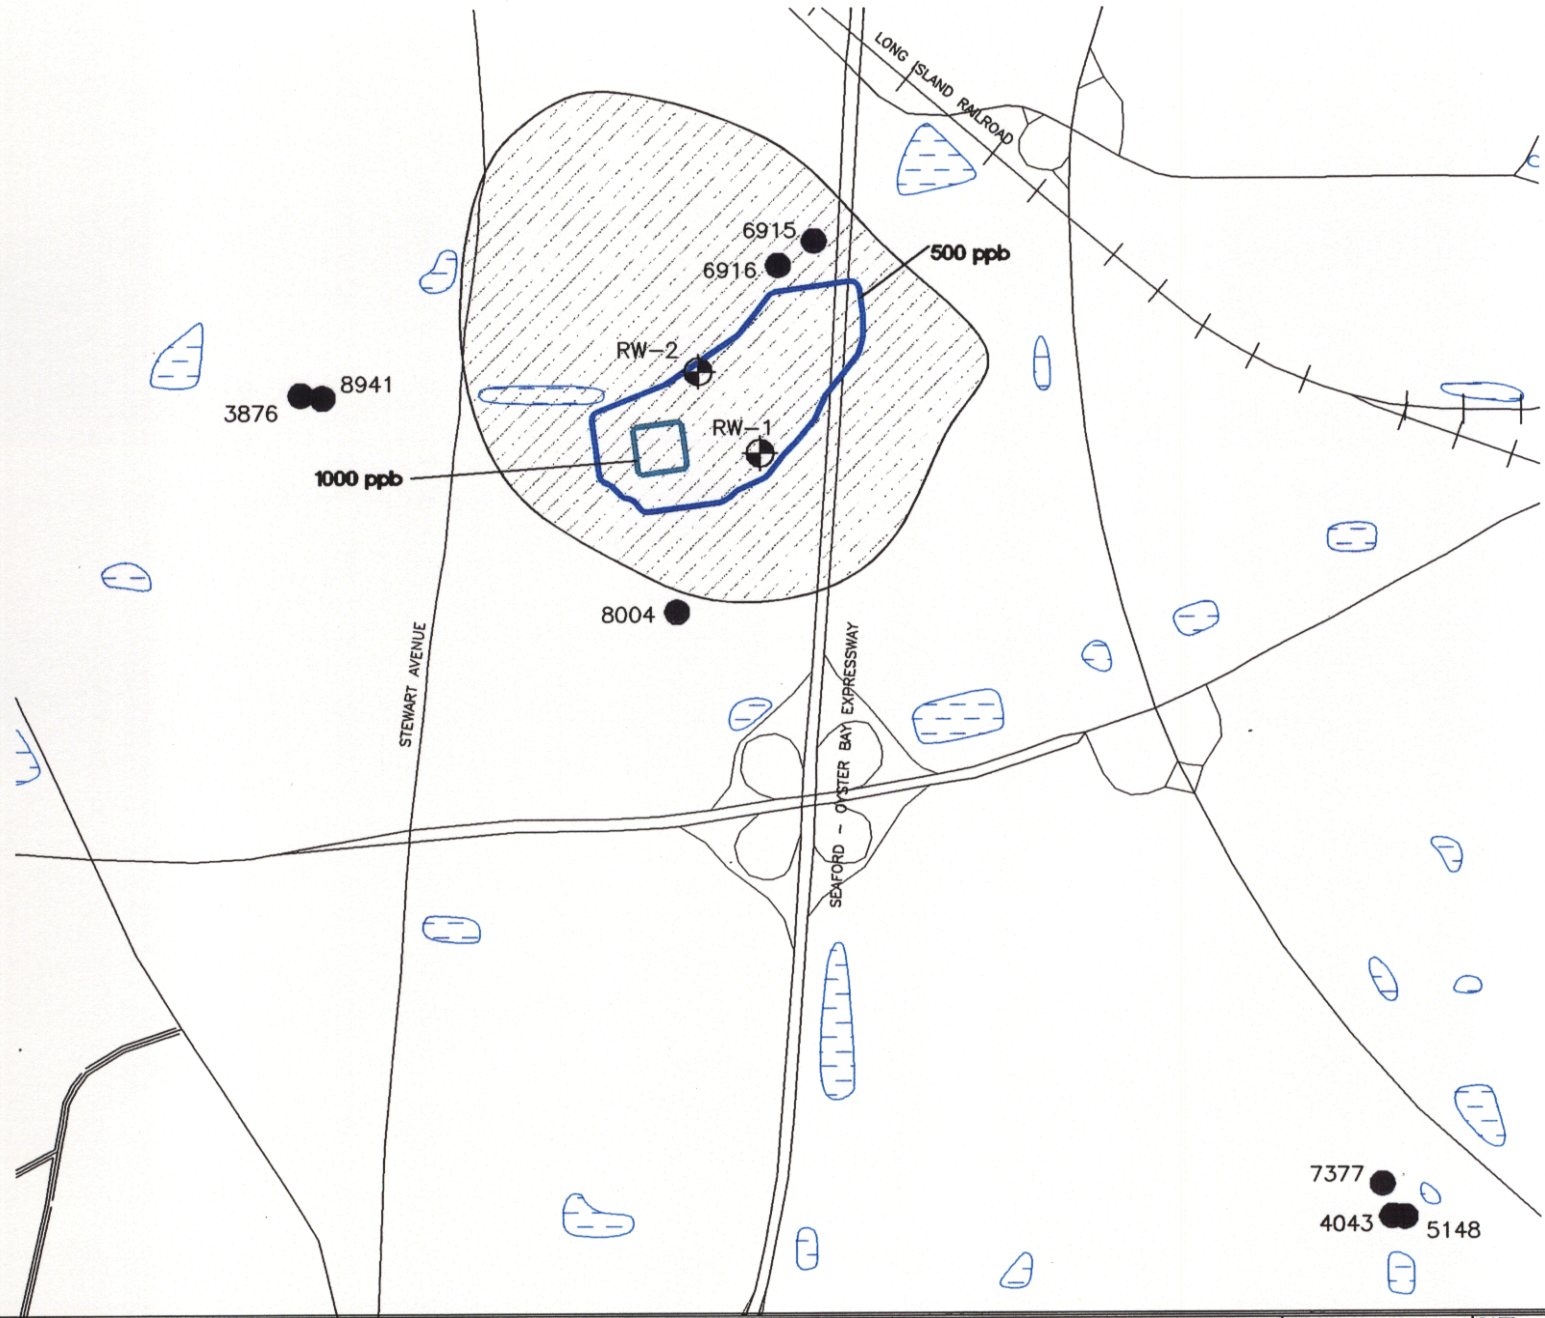 LONG ISLAND RAILROAD
6915
500 ppb
6916
RW-2
8941
3876
RW-1
1000 ppb
8004
STEWART AVENUE
SEAFORD - OYSTER BAY EXPRESSWAY
7377
4043
5148